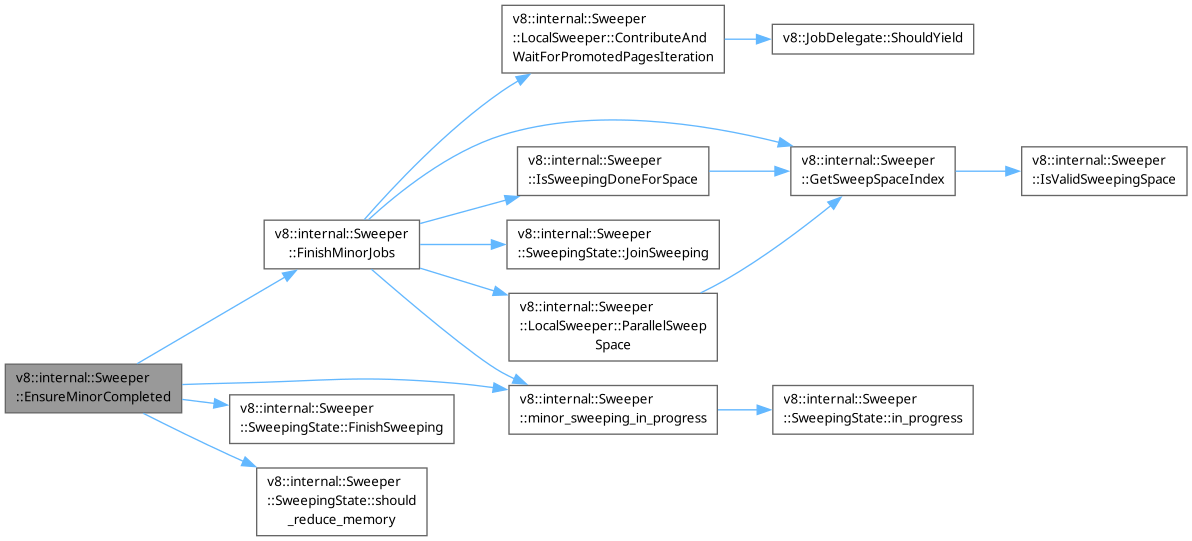 v8::internal::Sweeper
::LocalSweeper::ContributeAnd
WaitForPromotedPagesIteration
v8::JobDelegate::ShouldYield
v8::internal::Sweeper
::IsSweepingDoneForSpace
v8::internal::Sweeper
::GetSweepSpaceIndex
v8::internal::Sweeper
::IsValidSweepingSpace
v8::internal::Sweeper
::FinishMinorJobs
v8::internal::Sweeper
::SweepingState::JoinSweeping
v8::internal::Sweeper
::LocalSweeper::ParallelSweep
Space
v8::internal::Sweeper
::EnsureMinorCompleted
v8::internal::Sweeper
::SweepingState::FinishSweeping
v8::internal::Sweeper
::minor_sweeping_in_progress
v8::internal::Sweeper
::SweepingState::in_progress
v8::internal::Sweeper
::SweepingState::should
_reduce_memory